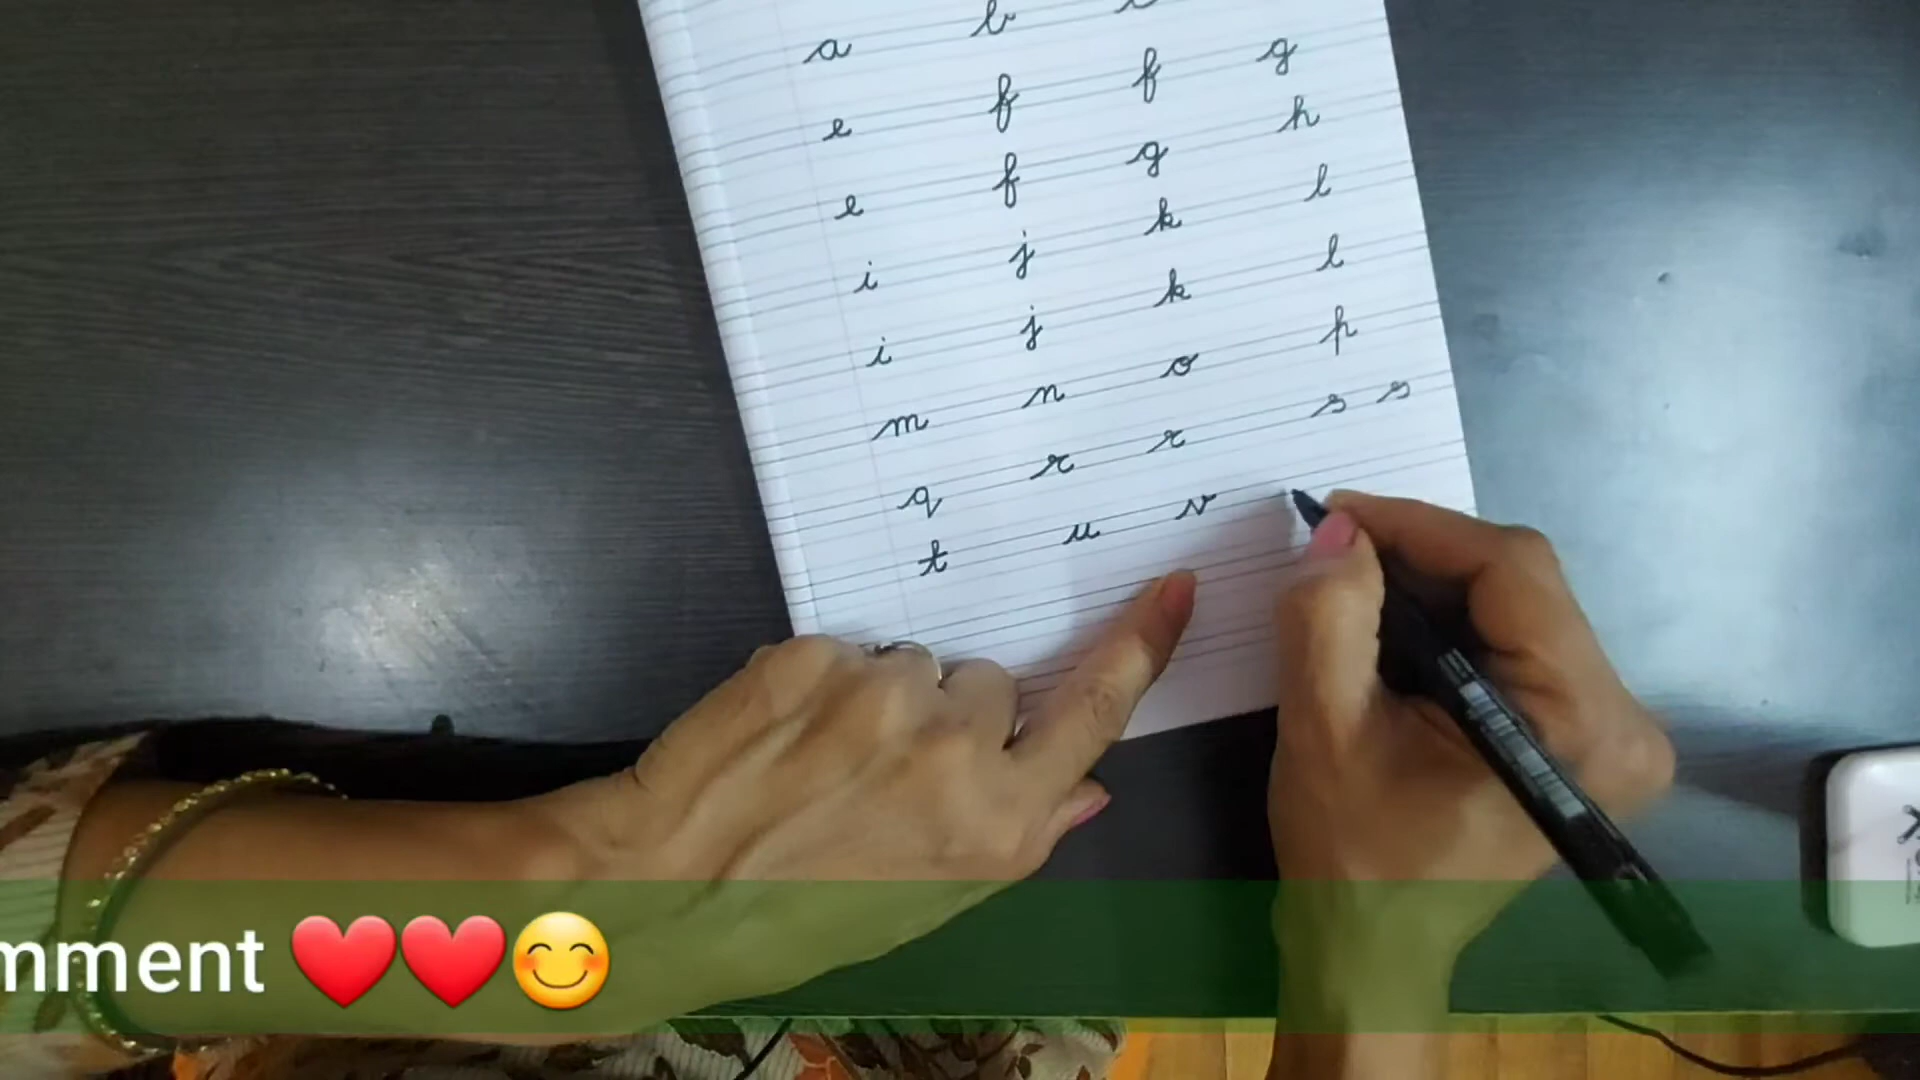 a b c
e f f g
e f g h
i j k l
i j k l
m n o p
q r r s s
t u v
mment ❤️❤️😊